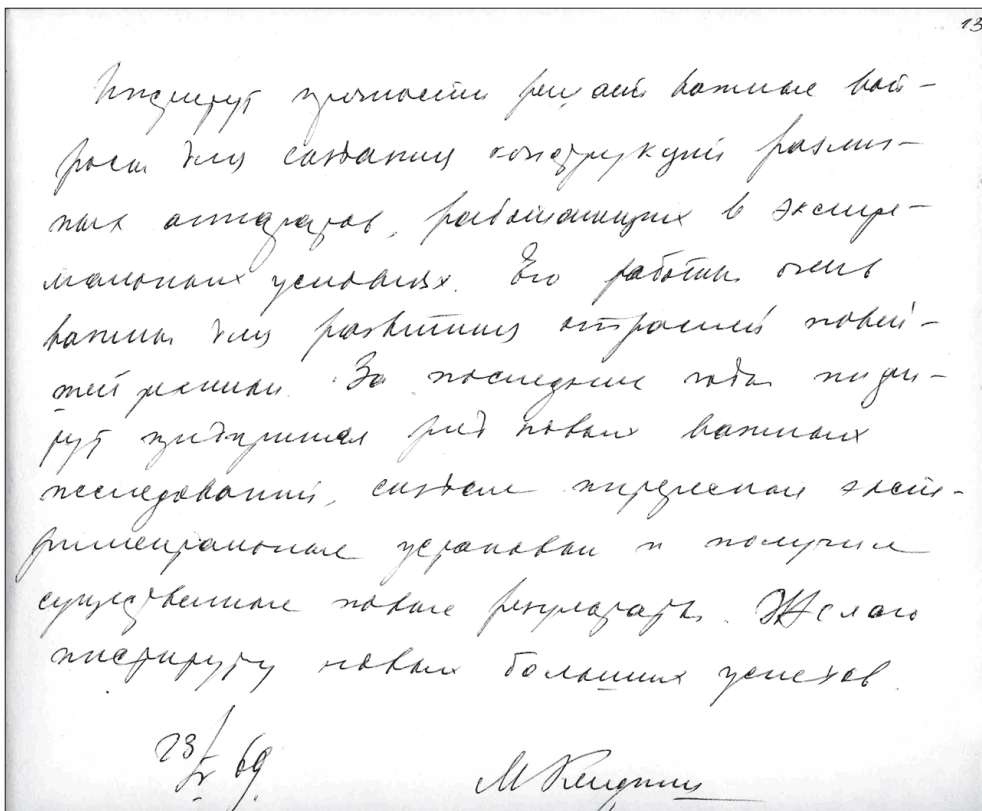 13
Институт прочности решает важные воп-
росы для создания конструкций различ-
ных аппаратов, работающих в экстре-
мальных условиях. Его работы очень
важны для развития отраслей новей-
шей техники. За последние годы инсти-
тут предпринял ряд новых важных
исследований, создал интересные экспе-
риментальные установки и получил
существенные новые результаты. Желаю
институту новых больших успехов.
23/V 69
М Келдыш